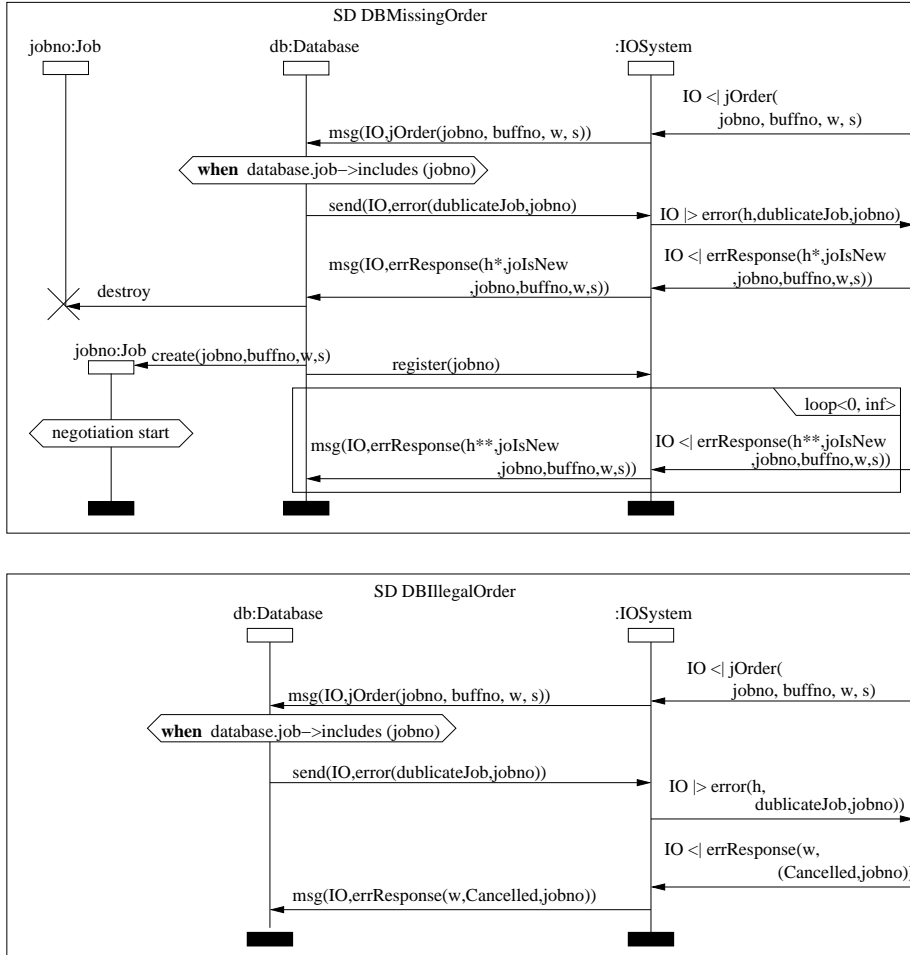 SD DBMissingOrder
jobno:Job
db:Database
:IOSystem
IO <| jOrder(
jobno, buffno, w, s)
msg(IO,jOrder(jobno, buffno, w, s))
when database.job−>includes (jobno)
send(IO,error(dublicateJob,jobno)
IO |> error(h,dublicateJob,jobno)
msg(IO,errResponse(h*,joIsNew
,jobno,buffno,w,s))
IO <| errResponse(h*,joIsNew
,jobno,buffno,w,s))
destroy
jobno:Job
create(jobno,buffno,w,s)
register(jobno)
loop<0, inf>
negotiation start
msg(IO,errResponse(h**,joIsNew
,jobno,buffno,w,s))
IO <| errResponse(h**,joIsNew
,jobno,buffno,w,s))
SD DBIllegalOrder
db:Database
:IOSystem
IO <| jOrder(
jobno, buffno, w, s)
msg(IO,jOrder(jobno, buffno, w, s))
when database.job−>includes (jobno)
send(IO,error(dublicateJob,jobno))
IO |> error(h,
dublicateJob,jobno))
IO <| errResponse(w,
(Cancelled,jobno)
msg(IO,errResponse(w,Cancelled,jobno))